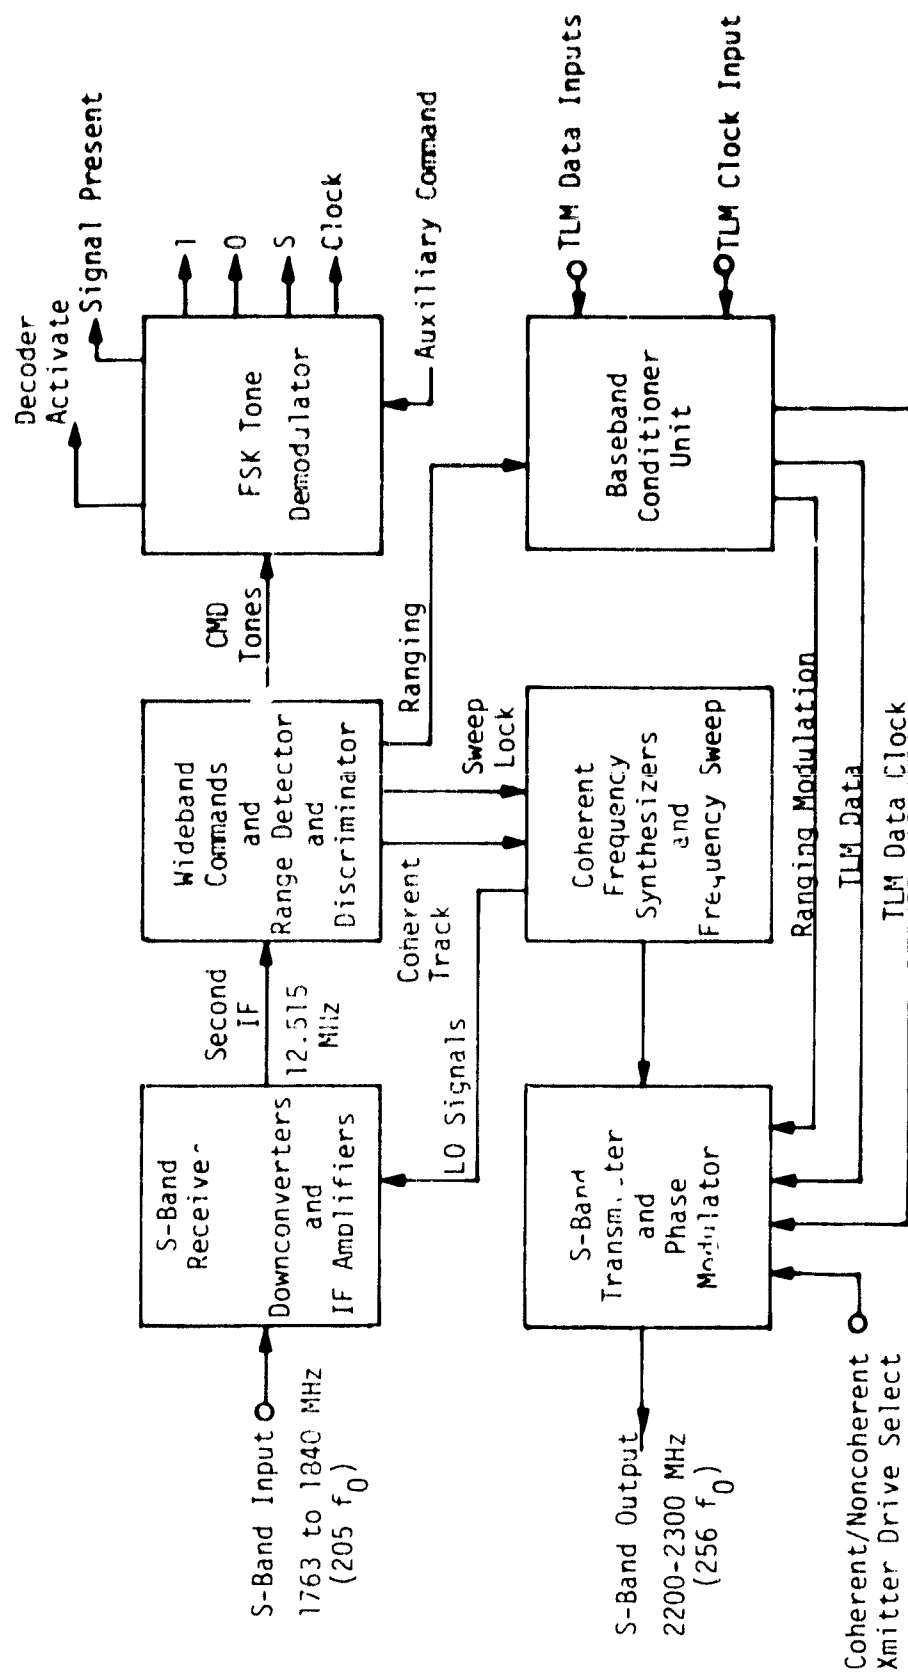 Decoder
Activate
Signal Present
S-Band
Receiver
Downconverters
and
IF Amplifiers
Second
IF
12.515
MHz
Wideband
Commands
and
Range Detector
and
Discriminator
CMD
Tones
FSK Tone
Demodulator
1
0
S
Clock
S-Band Input
1763 to 1840 MHz
(205 f0)
LO Signals
Coherent
Track
Sweep
Lock
Ranging
Auxiliary Command
S-Band
and
Phase
Modulator
Coherent
Frequency
Synthesizers
and
Frequency Sweep
Baseband
Conditioner
Unit
TLM Data Inputs
TLM Clock Input
S-Band Output
2200-2300 MHz
(256 f0)
Ranging Modulation
TLM Data
TLM Data Clock
Coherent/Noncoherent
Xmitter Drive Select